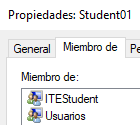 Propiedades: Student01
General
Miembro de
Miembro de:
ITEStudent
Usuarios